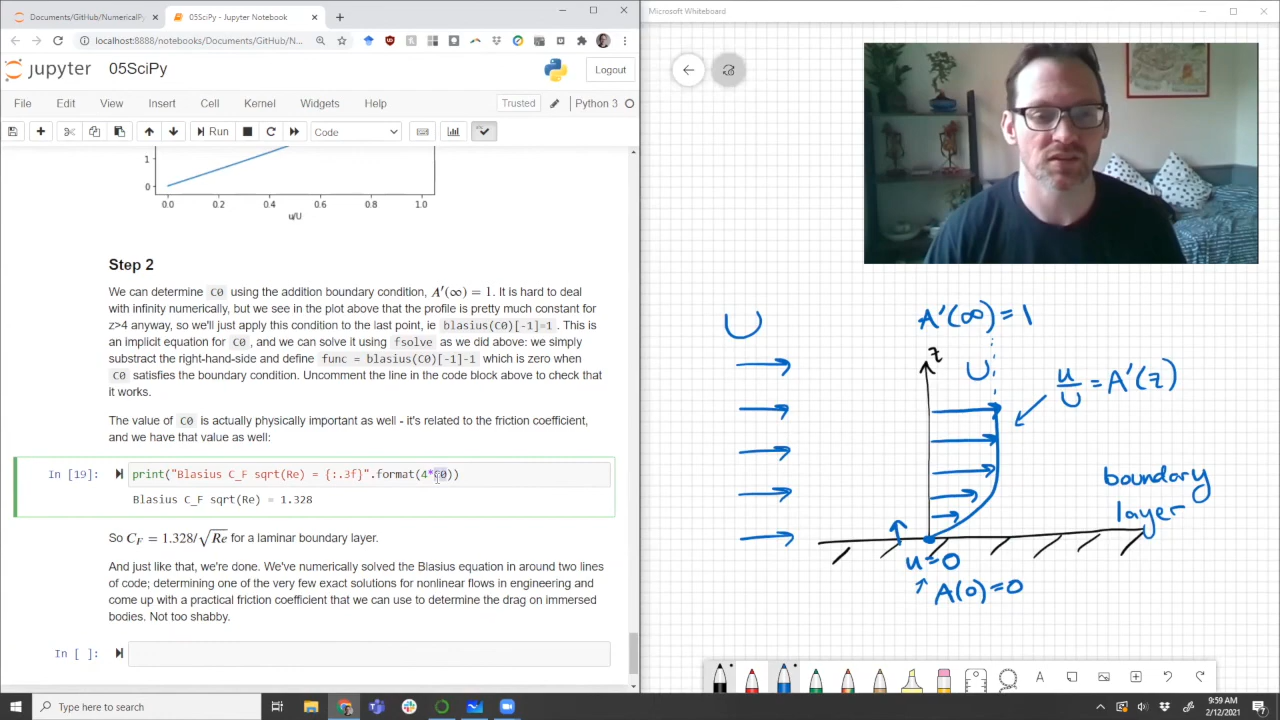 Documents/GitHub/NumericalPy
05SciPy - Jupyter Notebook
localhost:8888/notebooks/Documents/GitHub/N...
jupyter
05SciPy
Logout
File
Edit
View
Insert
Cell
Kernel
Widgets
Help
Trusted
Python 3
Run
Code
1
0
0.0
0.2
0.4
0.6
0.8
1.0
u/U
Step 2
We can determine C0 using the addition boundary condition, A′(∞) = 1. It is hard to deal
with infinity numerically, but we see in the plot above that the profile is pretty much constant for
z>4 anyway, so we'll just apply this condition to the last point, ie blasius(C0)[-1]=1. This is
an implicit equation for C0, and we can solve it using fsolve as we did above: we simply
substract the right-hand-side and define func = blasius(C0)[-1]-1 which is zero when
C0 satisfies the boundary condition. Uncomment the line in the code block above to check that
it works.
The value of C0 is actually physically important as well - it's related to the friction coefficient,
and we have that value as well:
In [19]:
print("Blasius C_F sqrt(Re) = {:.3f}".format(4*C0))
Blasius C_F sqrt(Re) = 1.328
So C_F = 1.328/√Re for a laminar boundary layer.
And just like that, we're done. We've numerically solved the Blasius equation in around two lines
of code; determining one of the very few exact solutions for nonlinear flows in engineering and
come up with a practical friction coefficient that we can use to determine the drag on immersed
bodies. Not too shabby.
In [ ]:
Microsoft Whiteboard
U
A'(∞) = 1
z
U
u/U = A'(z)
boundary
layer
u=0
A(0)=0
A
Type here to search
9:59 AM
2/12/2021